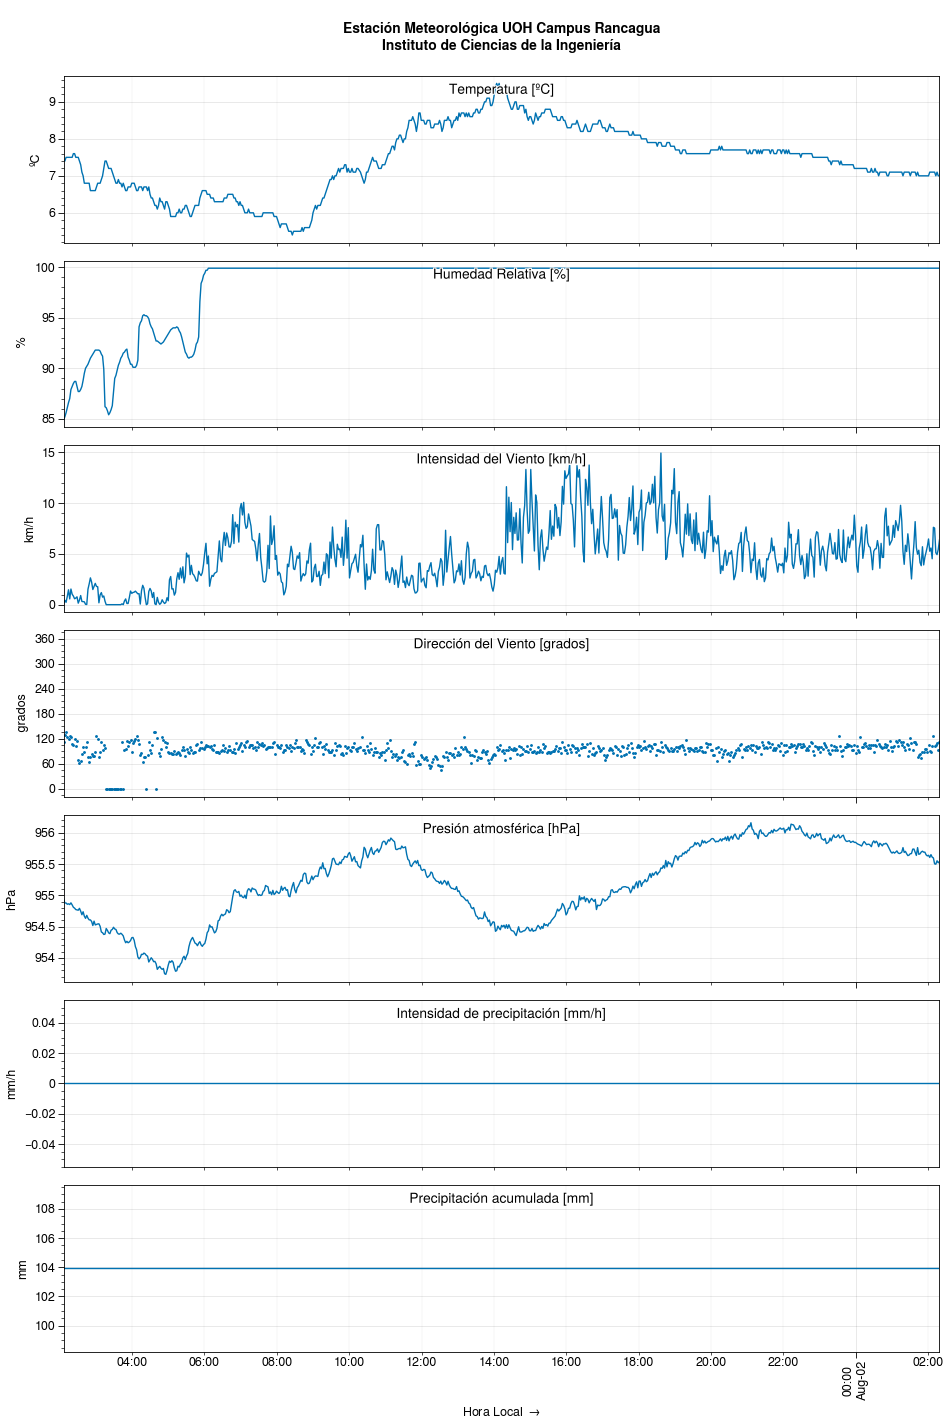 Estación Meteorológica UOH Campus Rancagua
Instituto de Ciencias de la Ingeniería
Temperatura [ºC]
9
8
7
6
ºC
Humedad Relativa [%]
100
95
90
85
%
Intensidad del Viento [km/h]
15
10
5
0
km/h
Dirección del Viento [grados]
360
300
240
180
120
60
0
grados
Presión atmosférica [hPa]
956
955.5
955
954.5
954
hPa
Intensidad de precipitación [mm/h]
0.04
0.02
0
−0.02
−0.04
mm/h
Precipitación acumulada [mm]
108
106
104
102
100
mm
04:00 06:00 08:00 10:00 12:00 14:00 16:00 18:00 20:00 22:00 00:00 02:00
Aug-02
Hora Local →